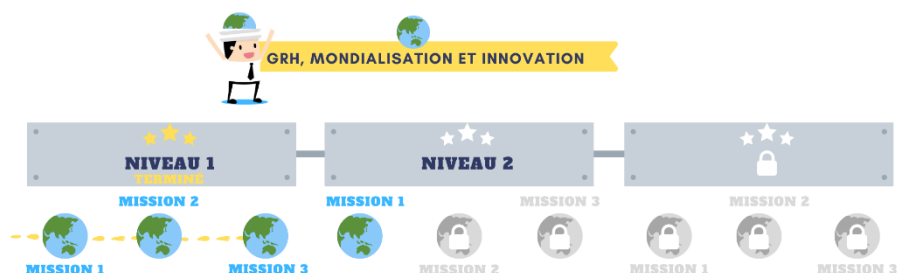 GRH, MONDIALISATION ET INNOVATION
NIVEAU 1
TERMINE
NIVEAU 2
MISSION 2
MISSION 1
MISSION 3
MISSION 2
MISSION 1
MISSION 3
MISSION 2
MISSION 1
MISSION 3